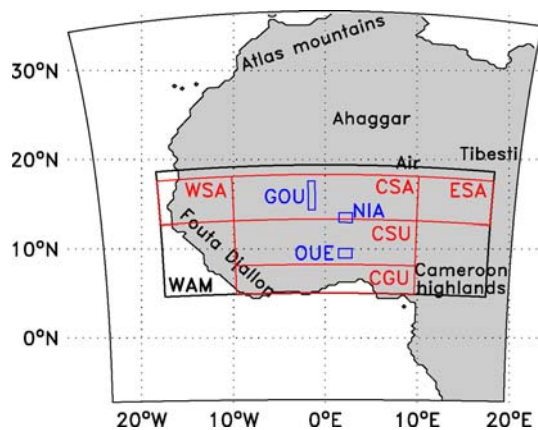 Atlas mountains
30°N
Ahaggar
20°N
Air
Tibesti
WSA
CSA
ESA
GOU
NIA
10°N
OUE
CSU
Fouta Djallon
WAM
CGU
Cameroon
highlands
0°N
20°W
10°W
0°E
10°E
20°E